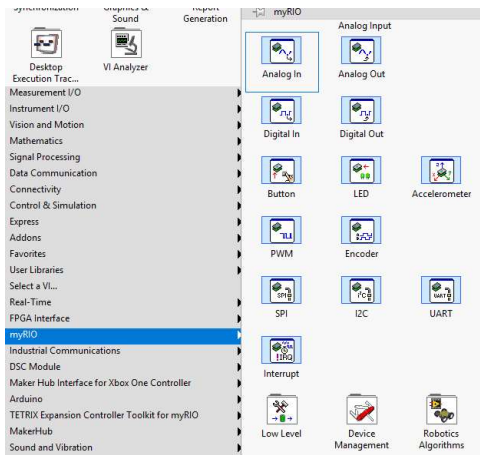 Synchronization Graphics & Report
Sound Generation
Desktop VI Analyzer
Execution Trac...
Measurement I/O
Instrument I/O
Vision and Motion
Mathematics
Signal Processing
Data Communication
Connectivity
Control & Simulation
Express
Addons
Favorites
User Libraries
Select a VI...
Real-Time
FPGA Interface
myRIO
Industrial Communications
DSC Module
Maker Hub Interface for Xbox One Controller
Arduino
TETRIX Expansion Controller Toolkit for myRIO
MakerHub
Sound and Vibration
myRIO
Analog Input
Analog In Analog Out
Digital In Digital Out
Button LED Accelerometer
PWM Encoder
SPI I2C UART
SPI I2C UART
!!IRQ
Interrupt
Low Level Device Robotics
Management Algorithms